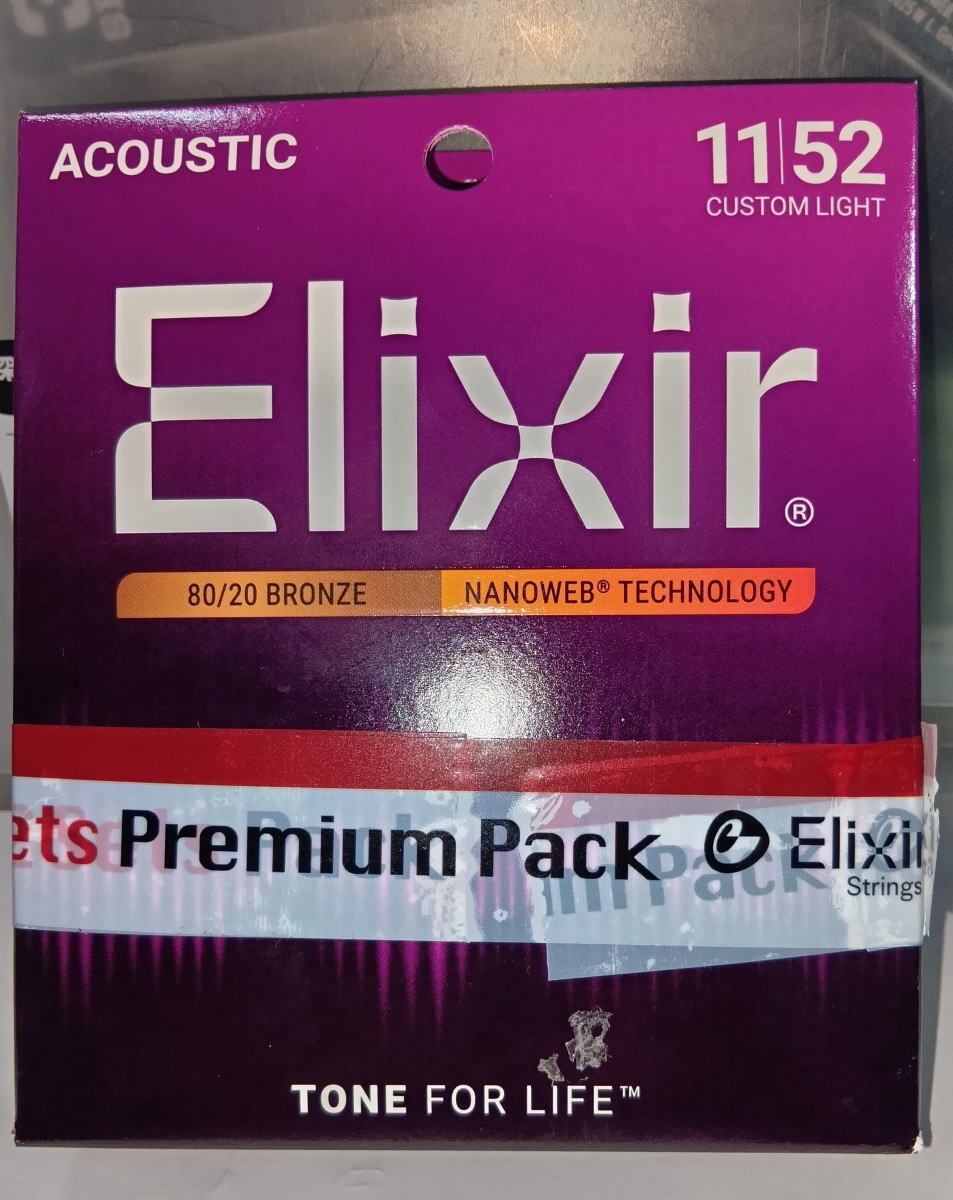 ACOUSTIC
11|52
CUSTOM LIGHT
Elixir®
80/20 BRONZE
NANOWEB® TECHNOLOGY
ets Premium Pack Elixir
Strings
TONE FOR LIFE™